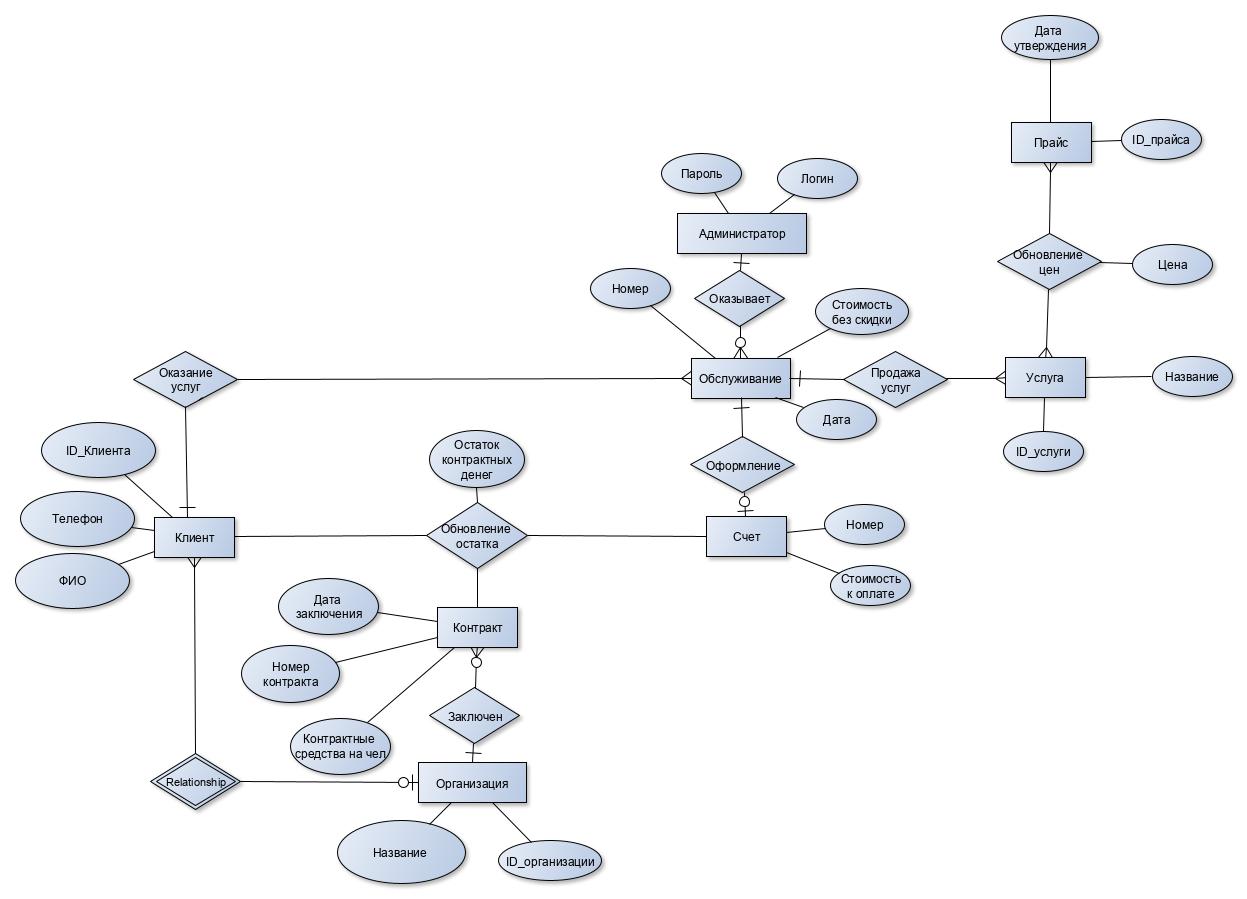 Дата
утверждения
Прайс
ID_прайса
Пароль
Логин
Администратор
Обновление
цен
Цена
Номер
Оказывает
Стоимость
без скидки
Оказание
услуг
Обслуживание
Продажа
услуг
Услуга
Название
Дата
ID_Клиента
Остаток
контрактных
денег
Оформление
ID_услуги
Телефон
Клиент
Обновление
остатка
Счет
Номер
ФИО
Стоимость
к оплате
Дата
заключения
Контракт
Номер
контракта
Заключен
Контрактные
средства на чел
Relationship
Организация
Название
ID_организации